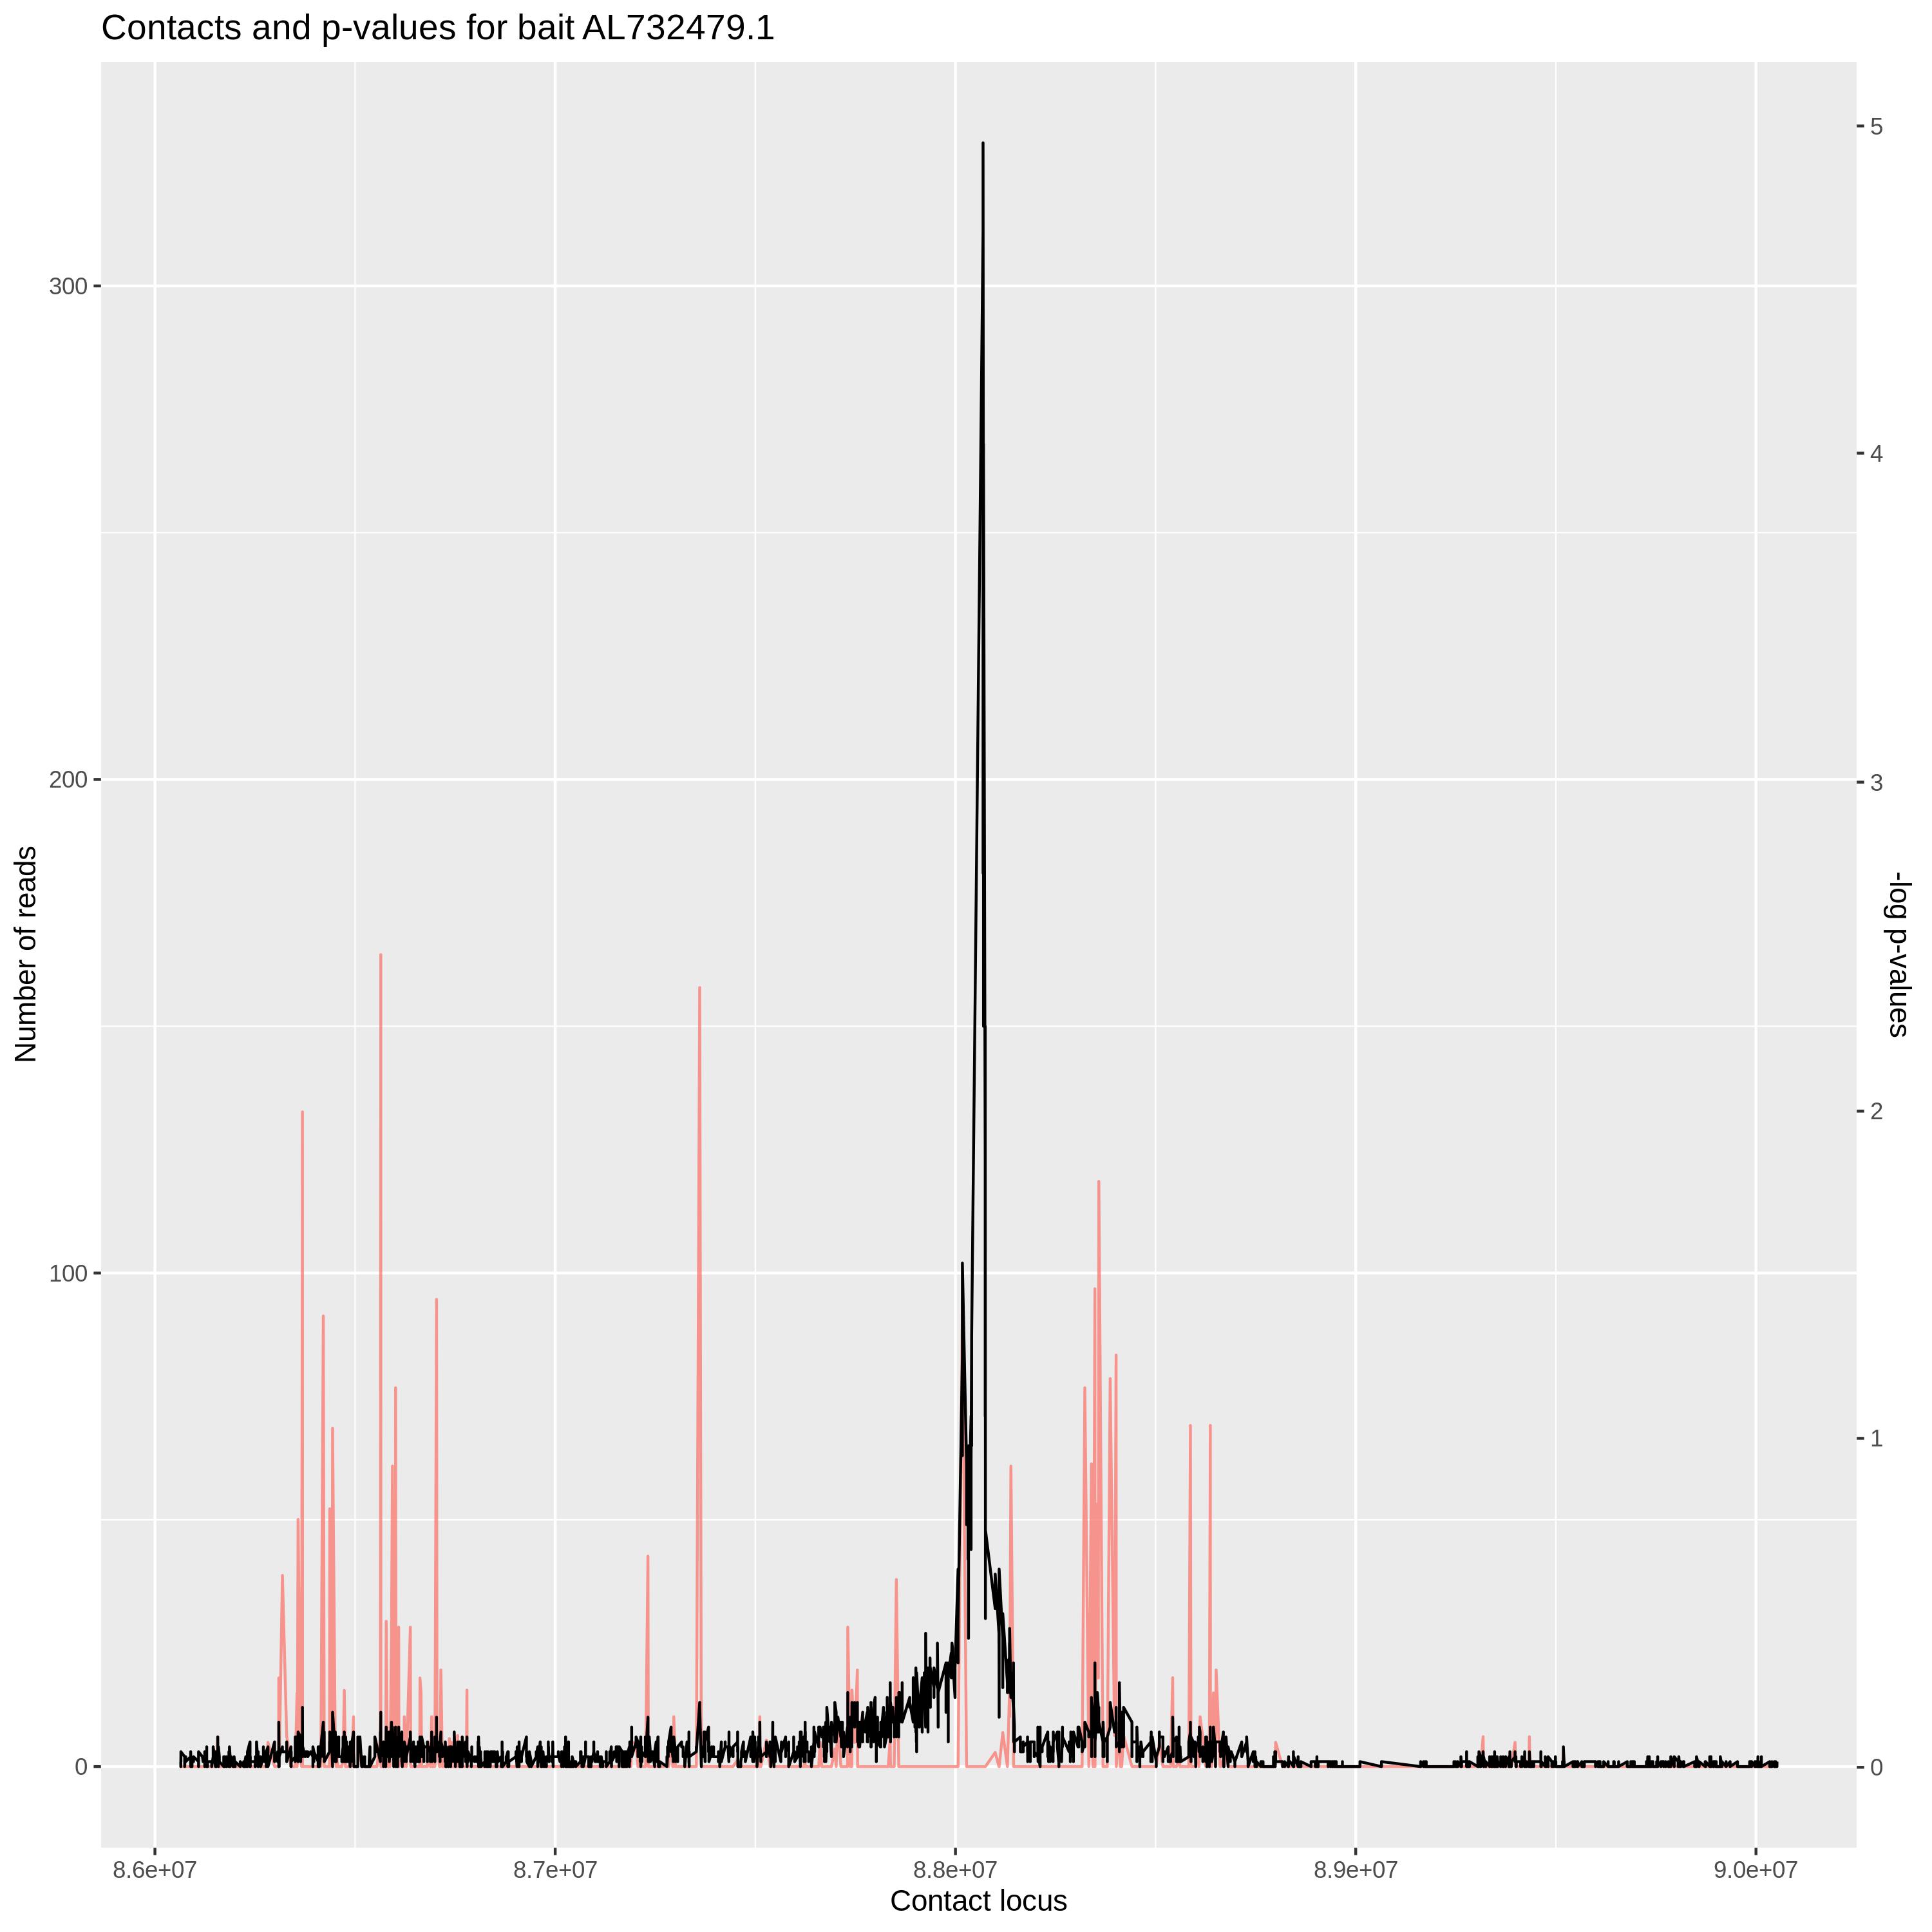 Contacts and p-values for bait AL732479.1
5
300
4
200
3
Number of reads
-log p-values
2
100
1
0
0
8.6e+07
8.7e+07
8.8e+07
8.9e+07
9.0e+07
Contact locus